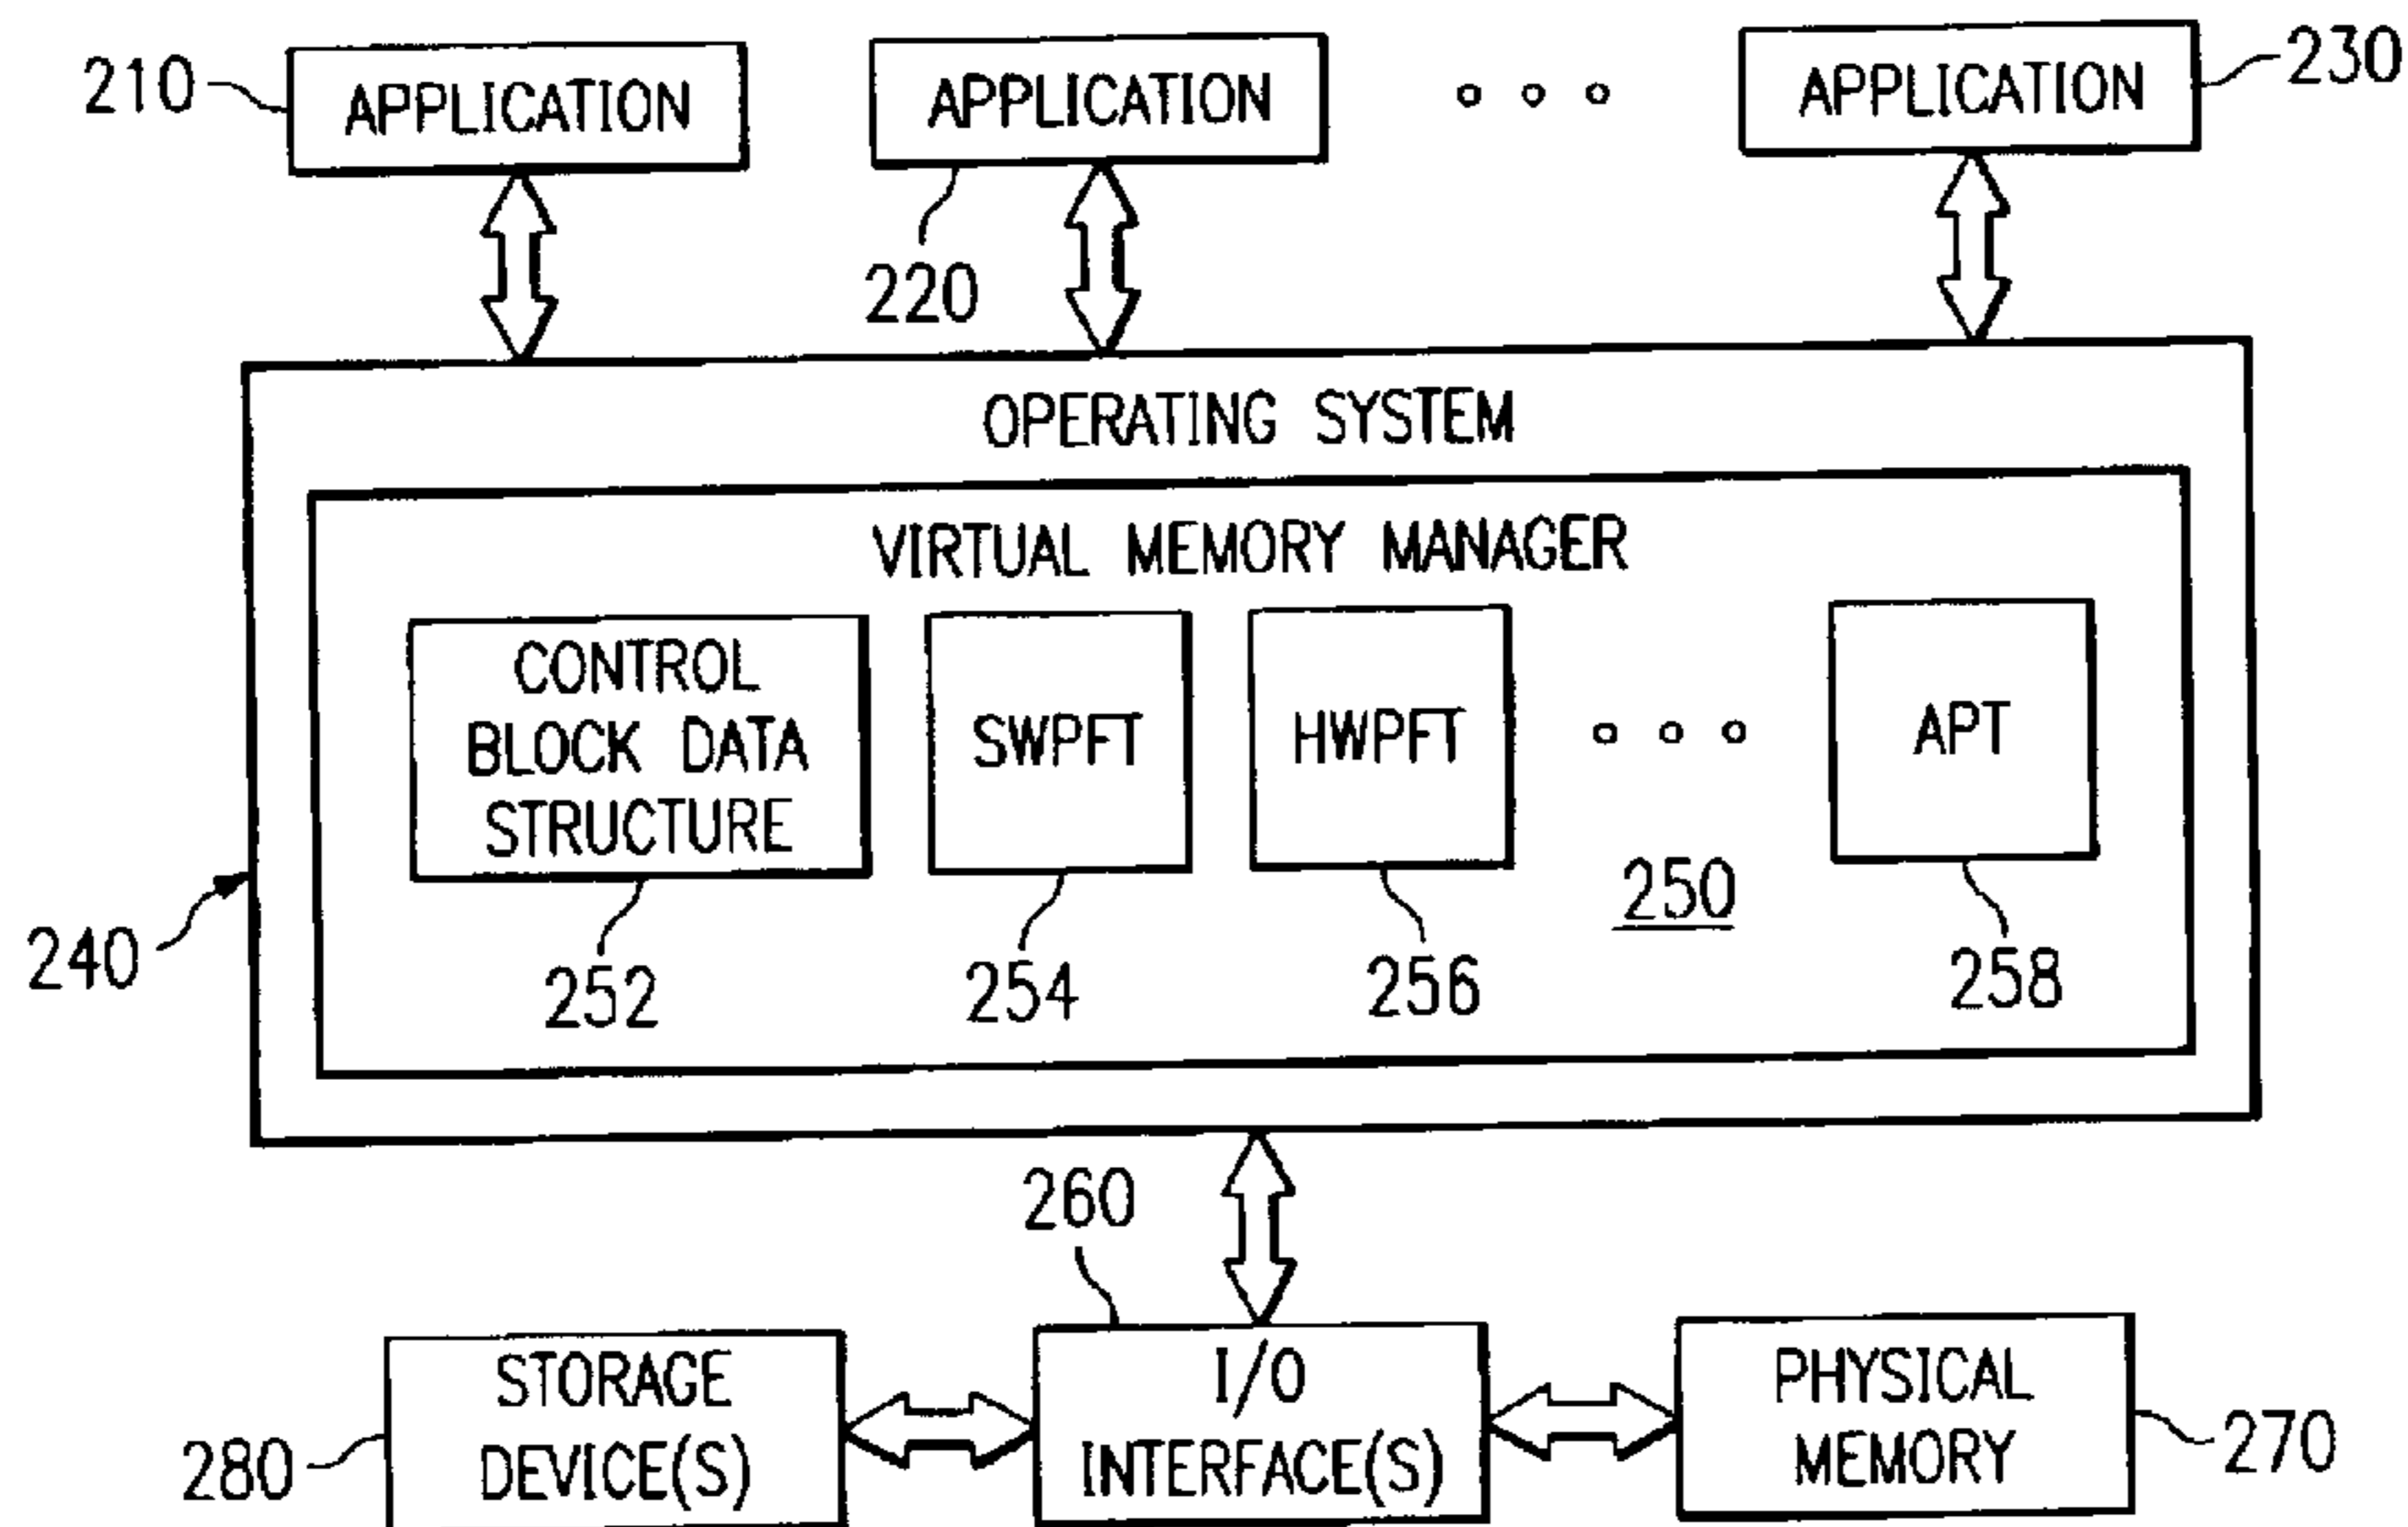 210
APPLICATION
APPLICATION
APPLICATION
230
220
OPERATING SYSTEM
VIRTUAL MEMORY MANAGER
CONTROL
BLOCK DATA
STRUCTURE
SWPFT
HWPFT
APT
250
240
252
254
256
258
260
STORAGE
DEVICE(S)
I/O
INTERFACE(S)
PHYSICAL
MEMORY
280
270